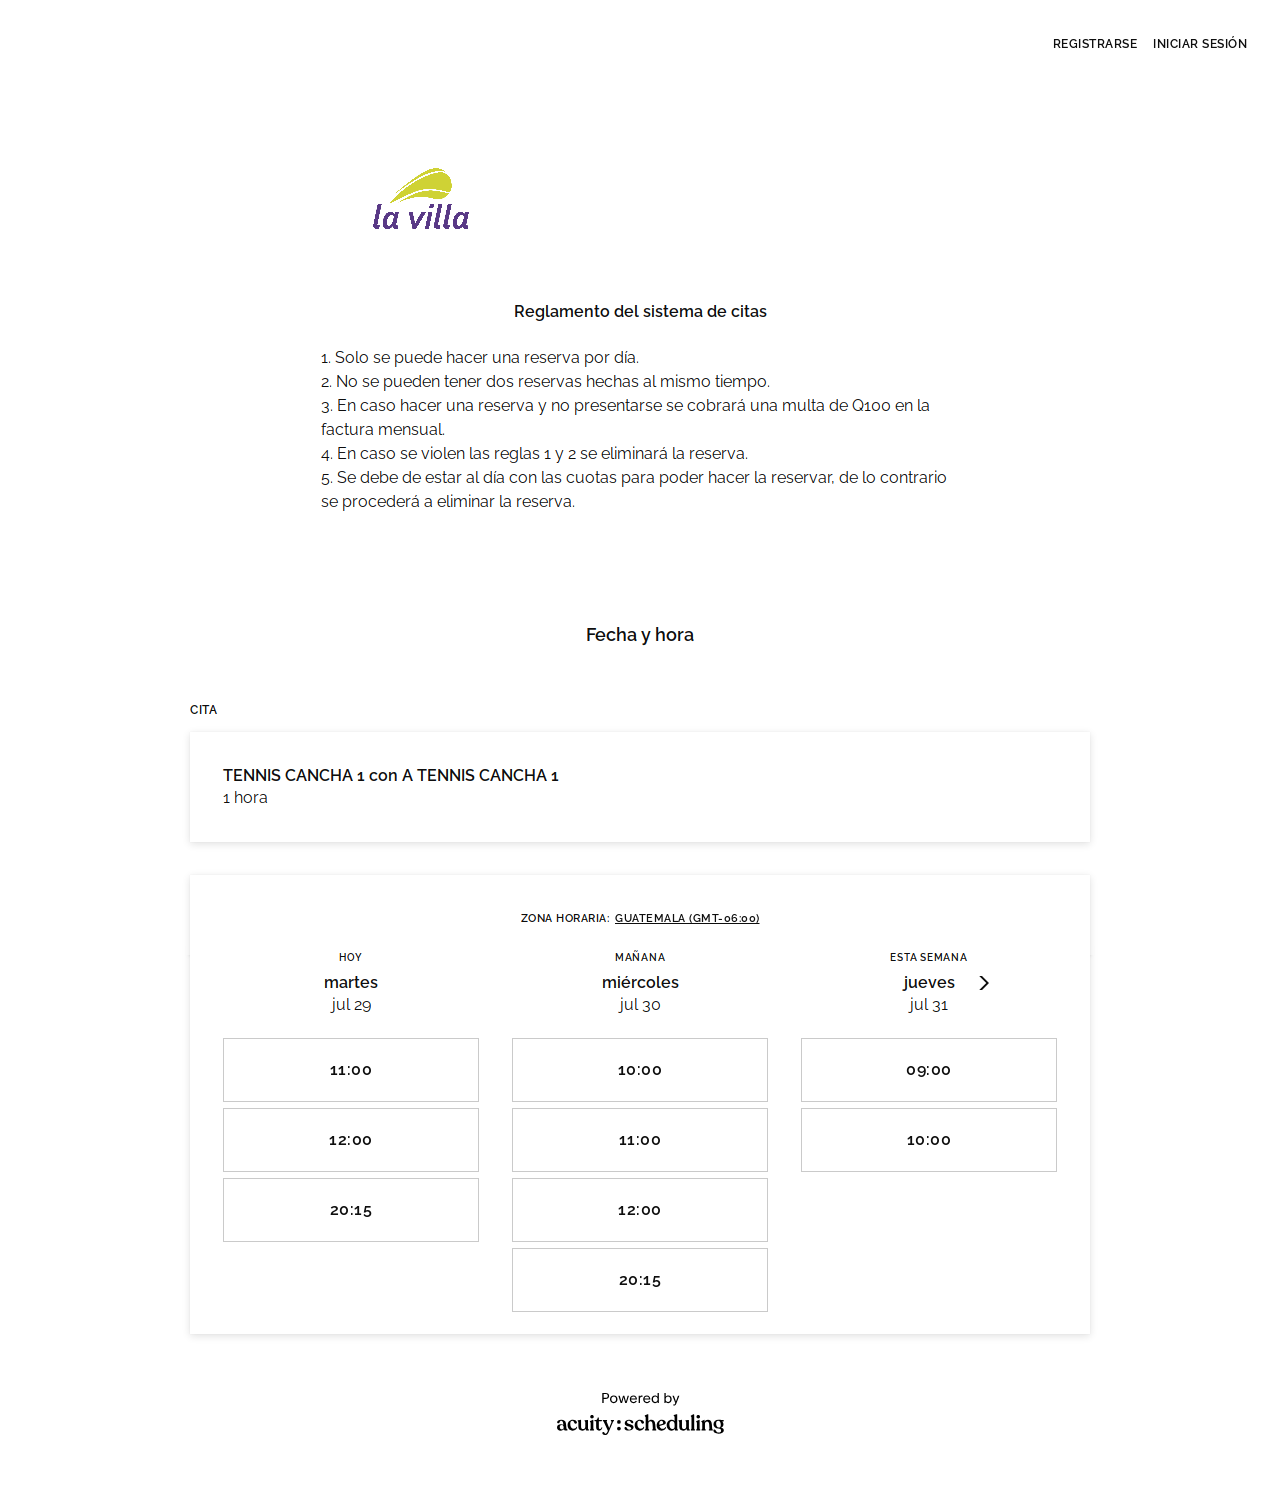 REGISTRARSE INICIAR SESIÓN
la villa
Reglamento del sistema de citas
1. Solo se puede hacer una reserva por día.
2. No se pueden tener dos reservas hechas al mismo tiempo.
3. En caso hacer una reserva y no presentarse se cobrará una multa de Q100 en la
factura mensual.
4. En caso se violen las reglas 1 y 2 se eliminará la reserva.
5. Se debe de estar al día con las cuotas para poder hacer la reservar, de lo contrario
se procederá a eliminar la reserva.
Fecha y hora
CITA
TENNIS CANCHA 1 con A TENNIS CANCHA 1
1 hora
ZONA HORARIA: GUATEMALA (GMT-06:00)
HOY
martes
jul 29
11:00
12:00
20:15
MAÑANA
miércoles
jul 30
10:00
11:00
12:00
20:15
ESTA SEMANA
jueves
jul 31
09:00
10:00
Powered by
acuity:scheduling